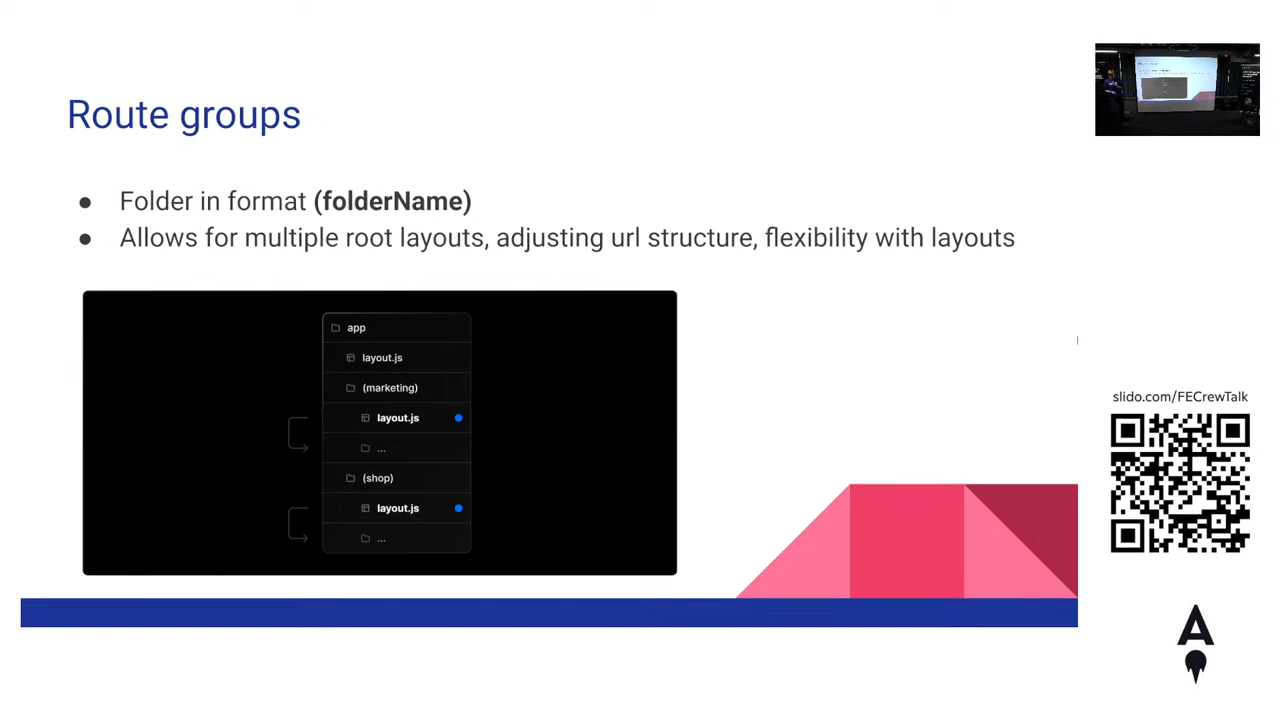 Route groups
● Folder in format (folderName)
● Allows for multiple root layouts, adjusting url structure, flexibility with layouts
app
layout.js
(marketing)
layout.js
...
(shop)
layout.js
...
slido.com/FECrewTalk